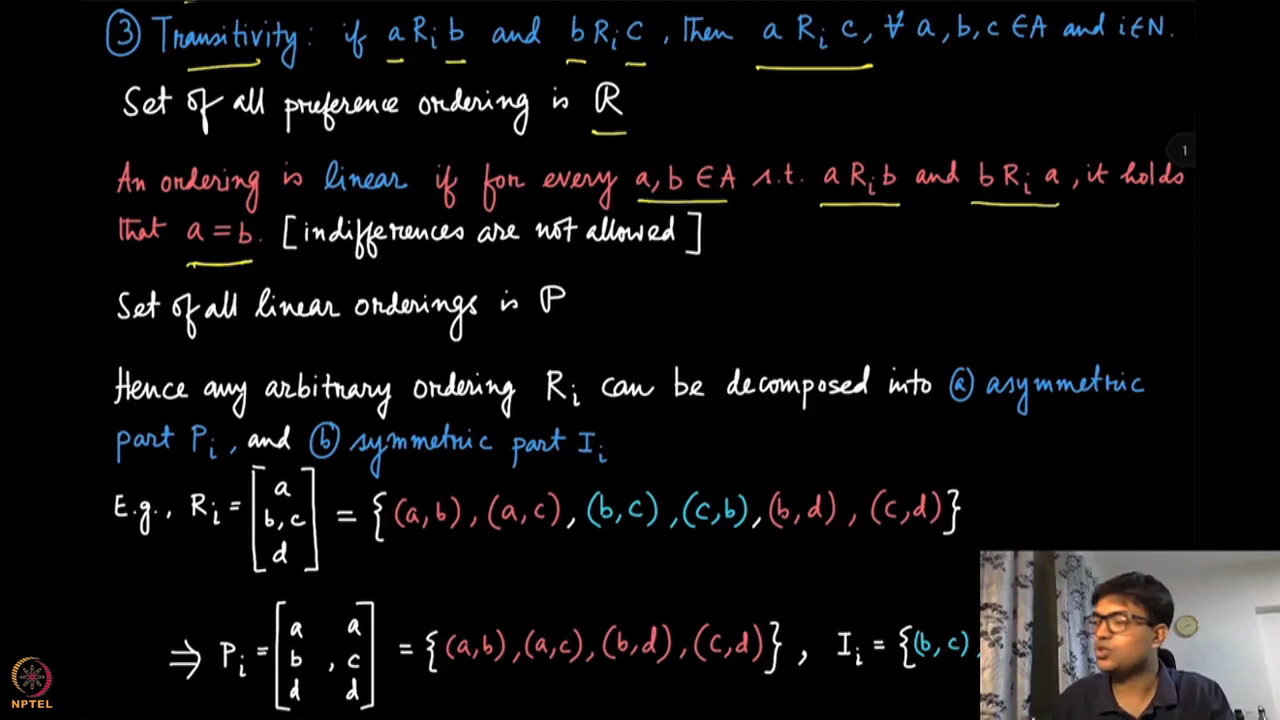 ③ Transitivity: if a Rᵢ b and b Rᵢ c, then a Rᵢ c, ∀ a, b, c ∈ A and i ∈ N.
Set of all preference ordering is ℝ
1
An ordering is linear if for every a, b ∈ A s.t. a Rᵢ b and b Rᵢ a, it holds
that a = b. [indifferences are not allowed]
Set of all linear orderings is ℙ
Hence any arbitrary ordering Rᵢ can be decomposed into ⓐ asymmetric
part Pᵢ, and ⓑ symmetric part Iᵢ
E.g., Rᵢ = [a
b, c
d] = {(a, b), (a, c), (b, c), (c, b), (b, d), (c, d)}
⇒ Pᵢ = [a a
b , c
d d] = {(a, b), (a, c), (b, d), (c, d)}, Iᵢ = {(b, c),
NPTEL